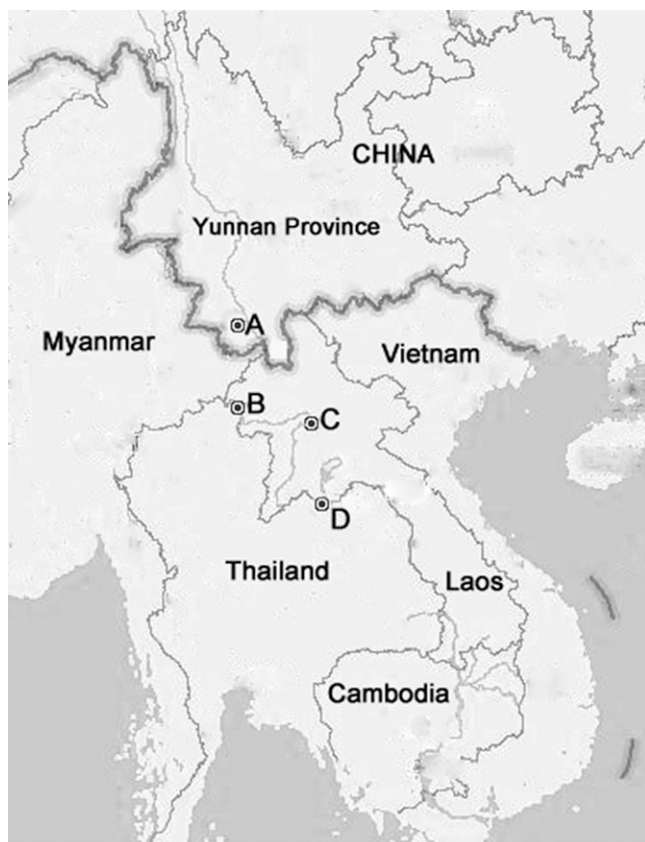 CHINA
Yunnan Province
A
Myanmar
Vietnam
B
C
D
Thailand
Laos
Cambodia